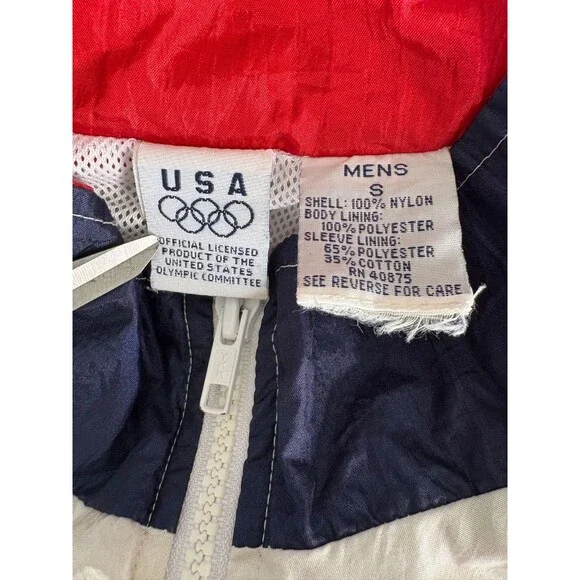 USA
OFFICIAL LICENSED
PRODUCT OF THE
UNITED STATES
OLYMPIC COMMITTEE
MENS
S
SHELL: 100% NYLON
BODY LINING:
100% POLYESTER
SLEEVE LINING:
65% POLYESTER
35% COTTON
RN 40875
SEE REVERSE FOR CARE